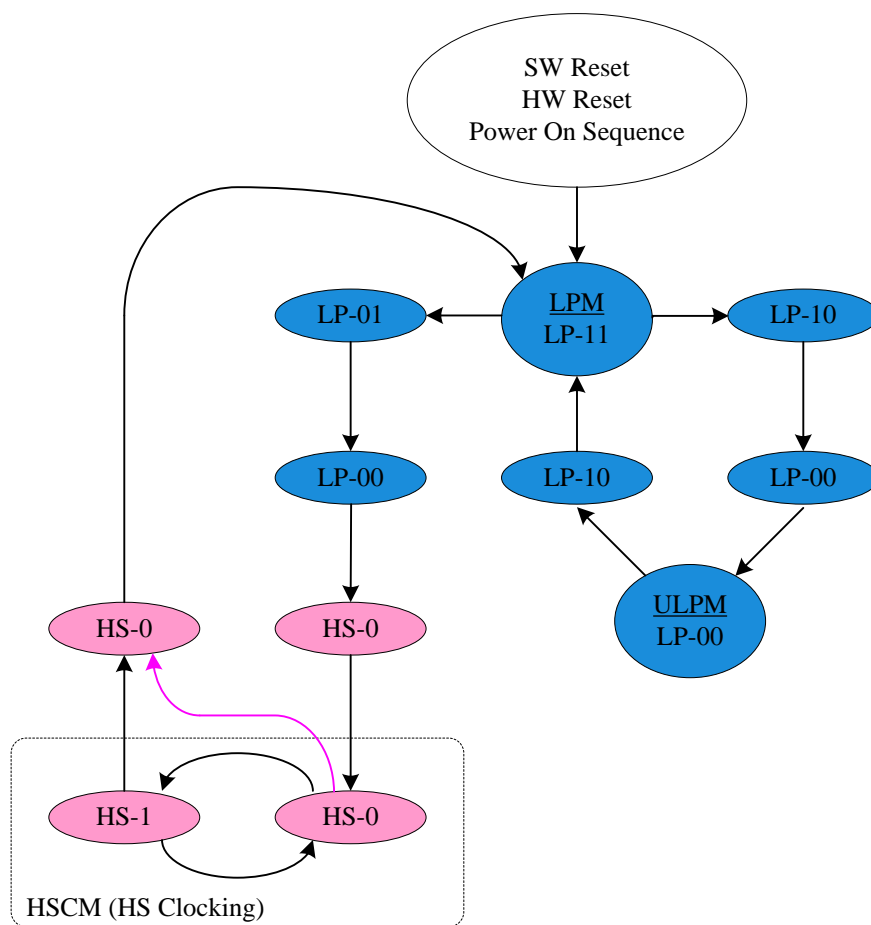 SW Reset
HW Reset
Power On Sequence
LP-01
LPM
LP-11
LP-10
LP-00
LP-10
LP-00
ULPM
LP-00
HS-0
HS-0
HS-1
HS-0
HSCM (HS Clocking)